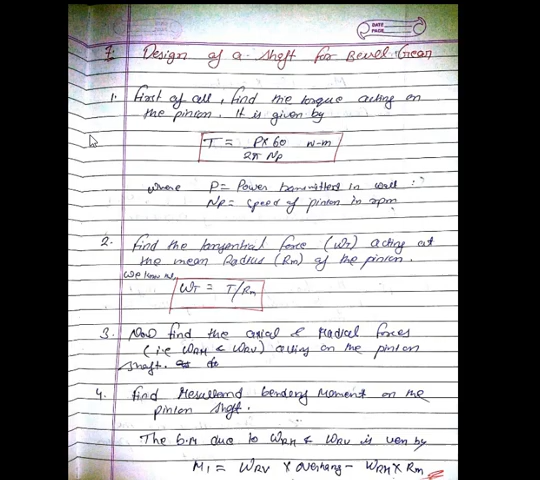 DATE
PAGE
7. Design of a shaft for Bevel Gear
1. First of all, find the torque acting on
the pinion. It is given by
T = P×60 / 2π Np N-m
where P = Power transmitted in watt
Np = speed of pinion in rpm
2. find the tangential force (WT) acting at
the mean Radius (Rm) of the pinion.
we know
WT = T/Rm
3. Now find the axial & Radial forces
(i.e WRH & WRV) acting on the pinion
shaft.
4. find Resultant bending Moment on the
pinion shaft.
The B.M due to WRH & WRV is ven by
M1 = WRV × overhang - WRH × Rm